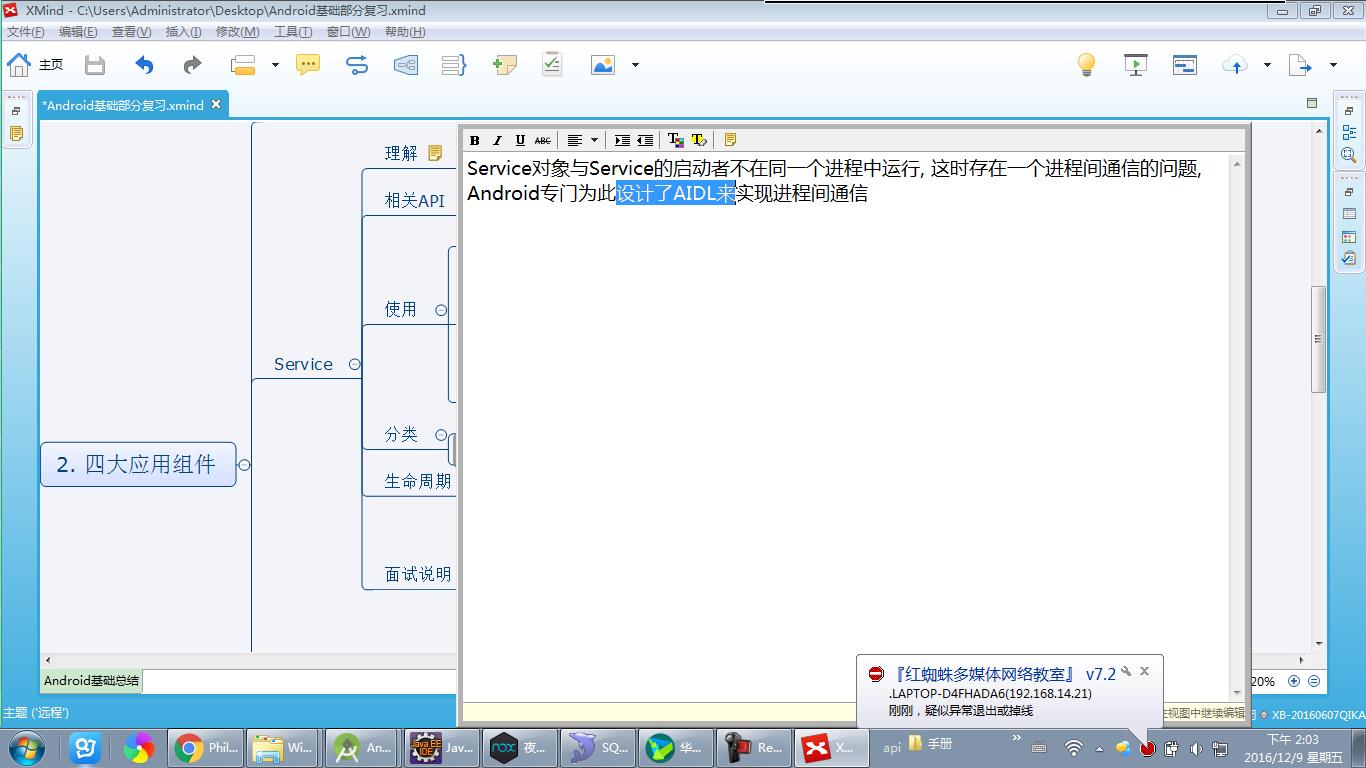 XMind - C:\Users\Administrator\Desktop\Android基础部分复习.xmind
文件(F) 编辑(E) 查看(V) 插入(I) 修改(M) 工具(T) 窗口(W) 帮助(H)
主页
*Android基础部分复习.xmind
B I U ABC
Service对象与Service的启动者不在同一个进程中运行, 这时存在一个进程间通信的问题,
Android专门为此设计了AIDL来实现进程间通信
理解
相关API
使用
Service
分类
2. 四大应用组件
生命周期
面试说明
Android基础总结
20%
『红蜘蛛多媒体网络教室』 v7.2
.LAPTOP-D4FHADA6(192.168.14.21)
刚刚，疑似异常退出或掉线
主题 ('远程')
主视图中继续编辑
XB-20160607QIKA
Phil...
Wi...
An...
Jav...
夜...
SQ...
华...
Re...
X...
api
手册
下午 2:03
2016/12/9 星期五